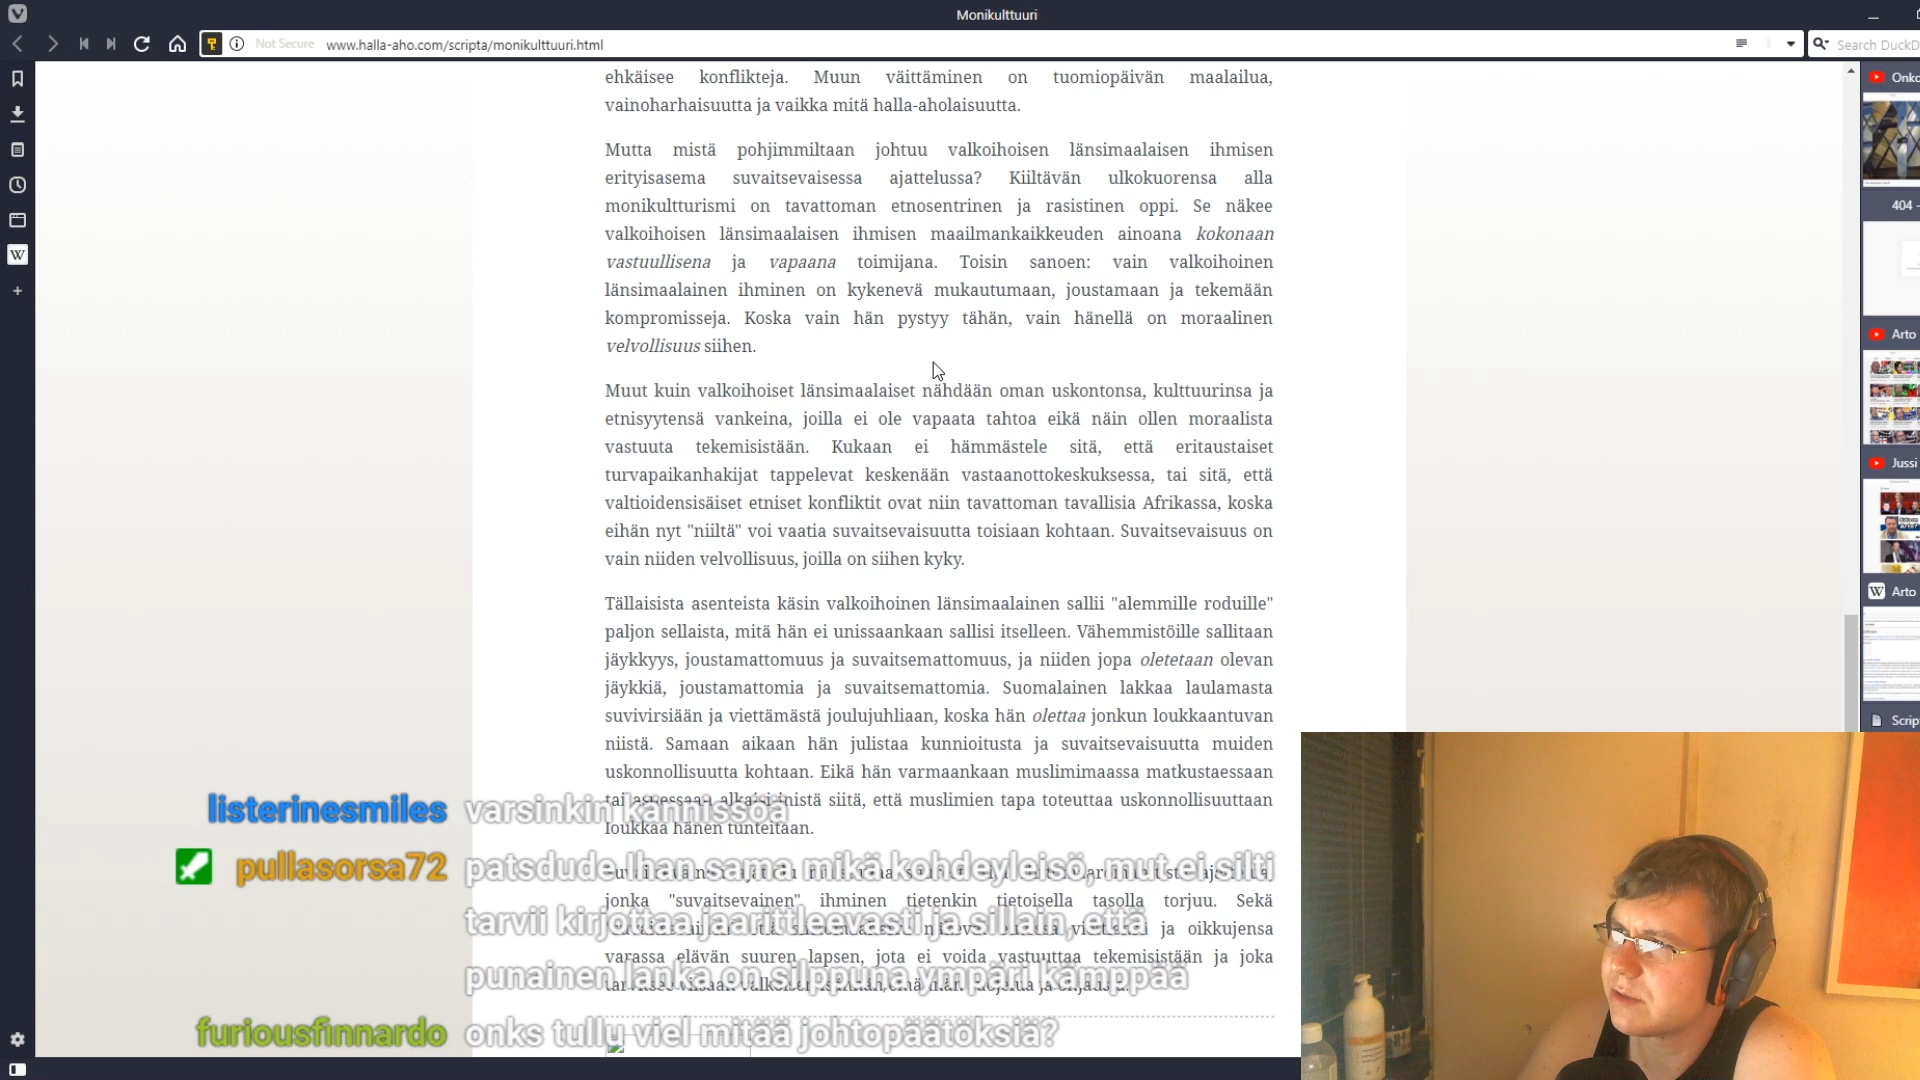 Monikulttuuri
Not Secure www.halla-aho.com/scripta/monikulttuuri.html
Search DuckD
ehkäisee konflikteja. Muun väittäminen on tuomiopäivän maalailua,
vainoharhaisuutta ja vaikka mitä halla-aholaisuutta.
Mutta mistä pohjimmiltaan johtuu valkoihoisen länsimaalaisen ihmisen
erityisasema suvaitsevaisessa ajattelussa? Kiiltävän ulkokuorensa alla
monikultturismi on tavattoman etnosentrinen ja rasistinen oppi. Se näkee
valkoihoisen länsimaalaisen ihmisen maailmankaikkeuden ainoana kokonaan
vastuullisena ja vapaana toimijana. Toisin sanoen: vain valkoihoinen
länsimaalainen ihminen on kykenevä mukautumaan, joustamaan ja tekemään
kompromisseja. Koska vain hän pystyy tähän, vain hänellä on moraalinen
velvollisuus siihen.
Muut kuin valkoihoiset länsimaalaiset nähdään oman uskontonsa, kulttuurinsa ja
etnisyytensä vankeina, joilla ei ole vapaata tahtoa eikä näin ollen moraalista
vastuuta tekemisistään. Kukaan ei hämmästele sitä, että eritaustaiset
turvapaikanhakijat tappelevat keskenään vastaanottokeskuksessa, tai sitä, että
valtioidensisäiset etniset konfliktit ovat niin tavattoman tavallisia Afrikassa, koska
eihän nyt "niiltä" voi vaatia suvaitsevaisuutta toisiaan kohtaan. Suvaitsevaisuus on
vain niiden velvollisuus, joilla on siihen kyky.
Tällaisista asenteista käsin valkoihoinen länsimaalainen sallii "alemmille roduille"
paljon sellaista, mitä hän ei unissaankaan sallisi itselleen. Vähemmistöille sallitaan
jäykkyys, joustamattomuus ja suvaitsemattomuus, ja niiden jopa oletetaan olevan
jäykkiä, joustamattomia ja suvaitsemattomia. Suomalainen lakkaa laulamasta
suvivirsiään ja viettämästä joulujuhliaan, koska hän olettaa jonkun loukkaantuvan
niistä. Samaan aikaan hän julistaa kunnioitusta ja suvaitsevaisuutta muiden
uskonnollisuutta kohtaan. Eikä hän varmaankaan muslimimaassa matkustaessaan
tai siitä, että muslimien tapa toteuttaa uskonnollisuuttaan
loukkaa hänen tunteitaan.
jonka "suvaitsevainen" ihminen tietenkin tietoisella tasolla torjuu. Sekä
ja oikkujensa
varassa elävän suuren lapsen, jota ei voida vastuuttaa tekemisistään ja joka
listerinesmiles varsinkin kännissöä
pullasorsa72 patsdude Ihan sama mikä kohdeyleisö, mut ei silti
tarvii kirjottaa jaarittleevasti ja sillain, että
punainen lanka on silppuna ympäri kämppää
furiousfinnardo onks tullu viel mitää johtopäätöksiä?
Onko
404 -
Arto
Jussi
W Arto
Script